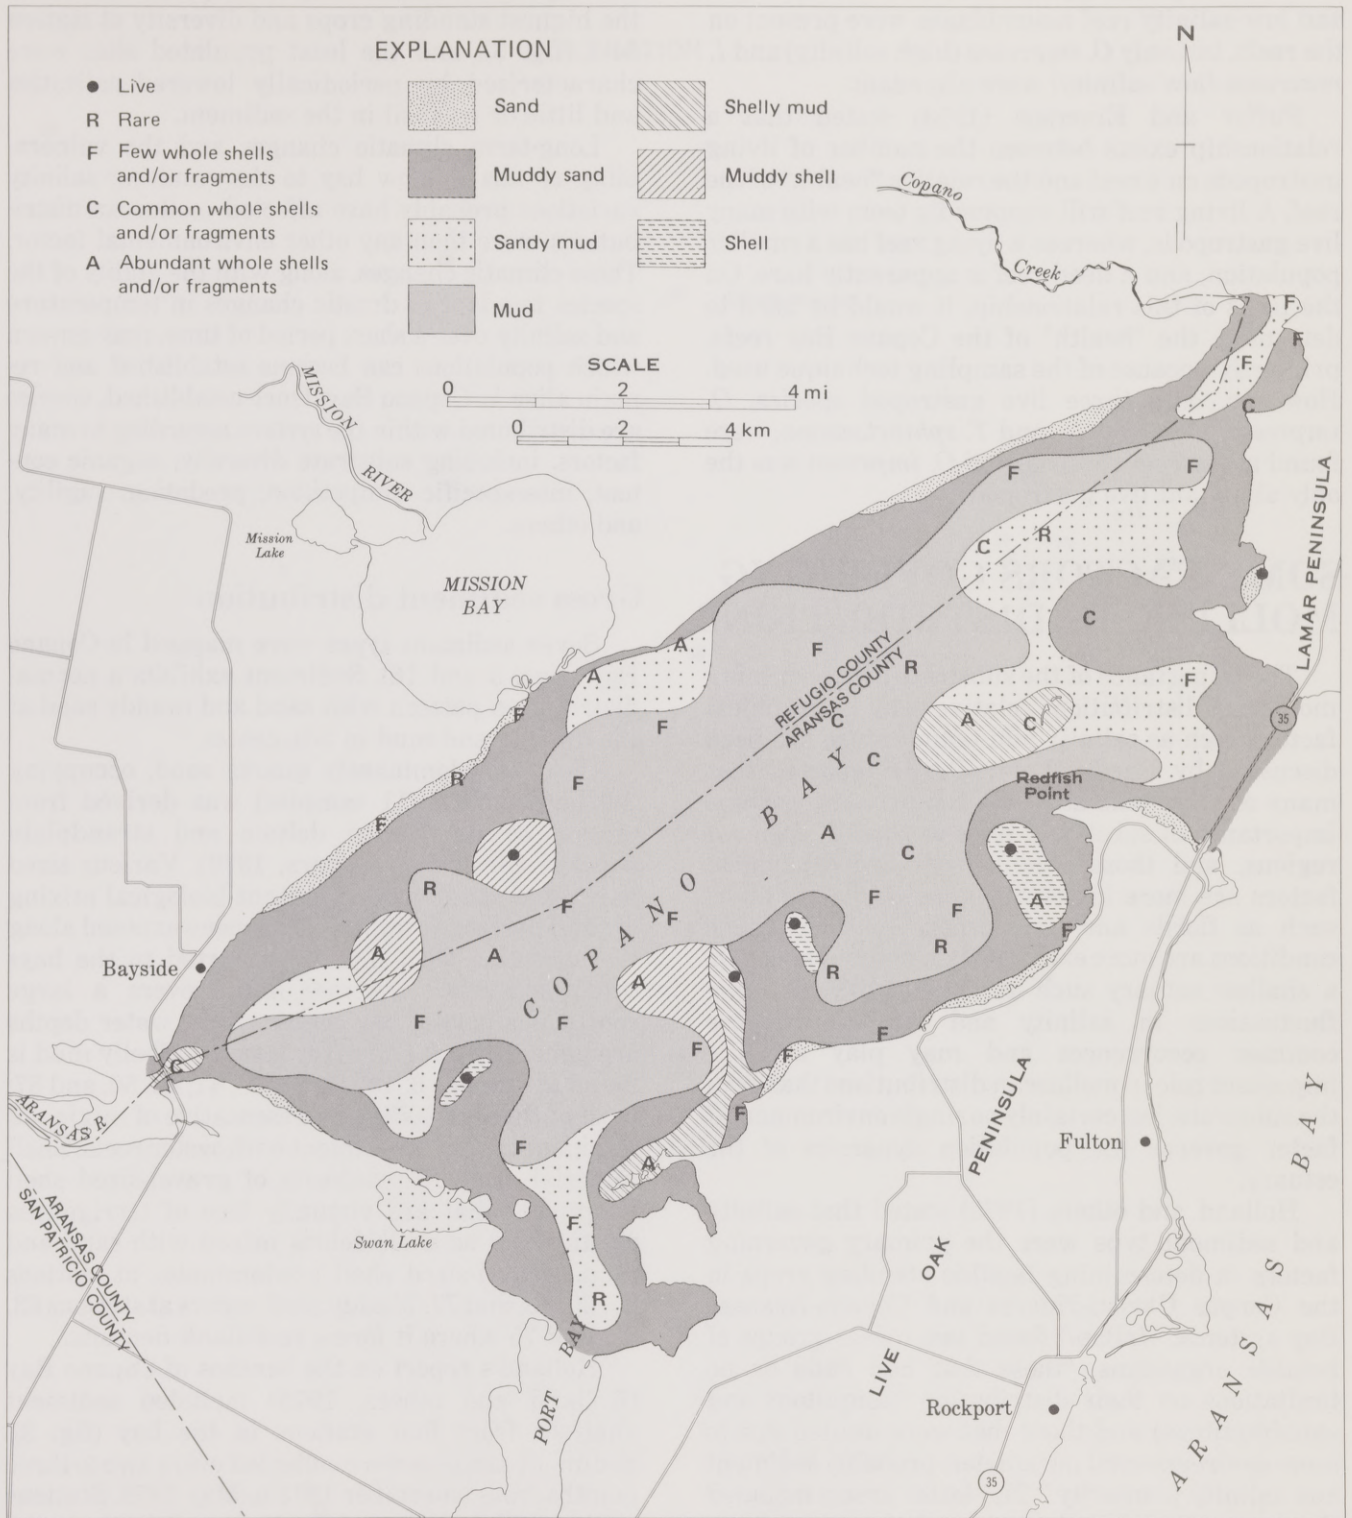 EXPLANATION
Live
R Rare
F Few whole shells
and/or fragments
C Common whole shells
and/or fragments
A Abundant whole shells
and/or fragments
Sand
Muddy sand
Sandy mud
Mud
Shelly mud
Muddy shell
Shell
N
SCALE
0 2 4 mi
0 2 4 km
Copano
Creek
MISSION
RIVER
Mission
Lake
MISSION
BAY
F
F
F
C
F
F
C R
LAMAR PENINSULA
C
A
F
R
A
F
REFUGIO COUNTY
ARANSAS COUNTY
F
F
C
A C
35
R
F
C
Redfish
Point
F
A
C
COPANO BAY
R
F
F
F
F
A
F
A
A
R
A
R
F
F
F
F
F
C
ARANSAS R
F
Bayside
F
A
PENINSULA
Fulton
Swan Lake
F
R
BAY
PORT
ARANSAS COUNTY
SAN PATRICIO COUNTY
OAK
LIVE
Rockport
35
ARANSAS BAY